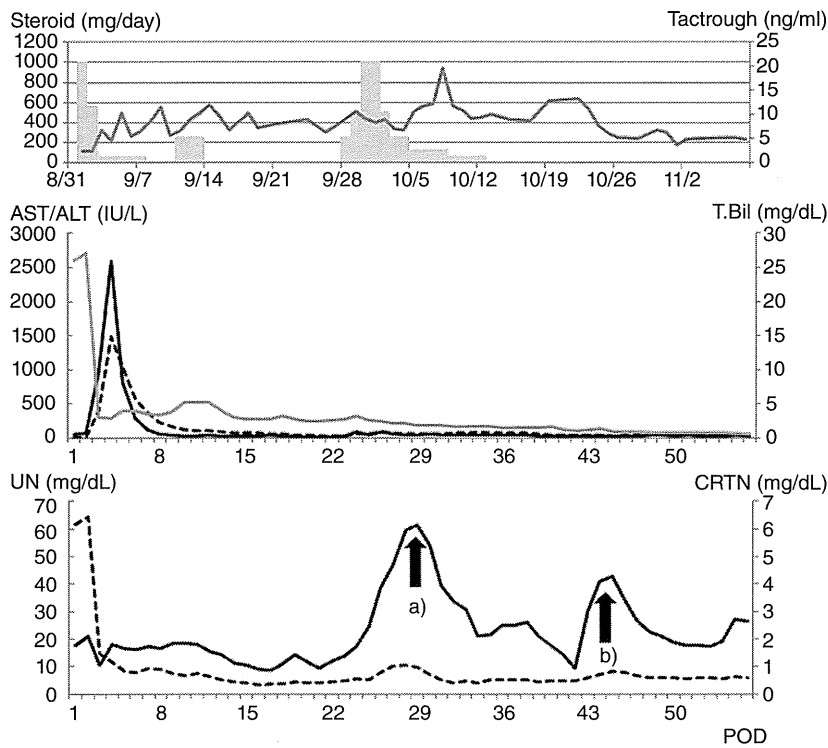 Steroid (mg/day) Tactrough (ng/ml)
1200 25
1000 20
800
600 15
400 10
200 5
0 0
8/31 9/7 9/14 9/21 9/28 10/5 10/12 10/19 10/26 11/2
AST/ALT (IU/L) T.Bil (mg/dL)
3000 30
2500 25
2000 20
1500 15
1000 10
500 5
0 0
1 8 15 22 29 36 43 50
UN (mg/dL) CRTN (mg/dL)
70 7
60 6
50 5
40 4
a)
30 3
20 2
b)
10 1
0 0
1 8 15 22 29 36 43 50
POD